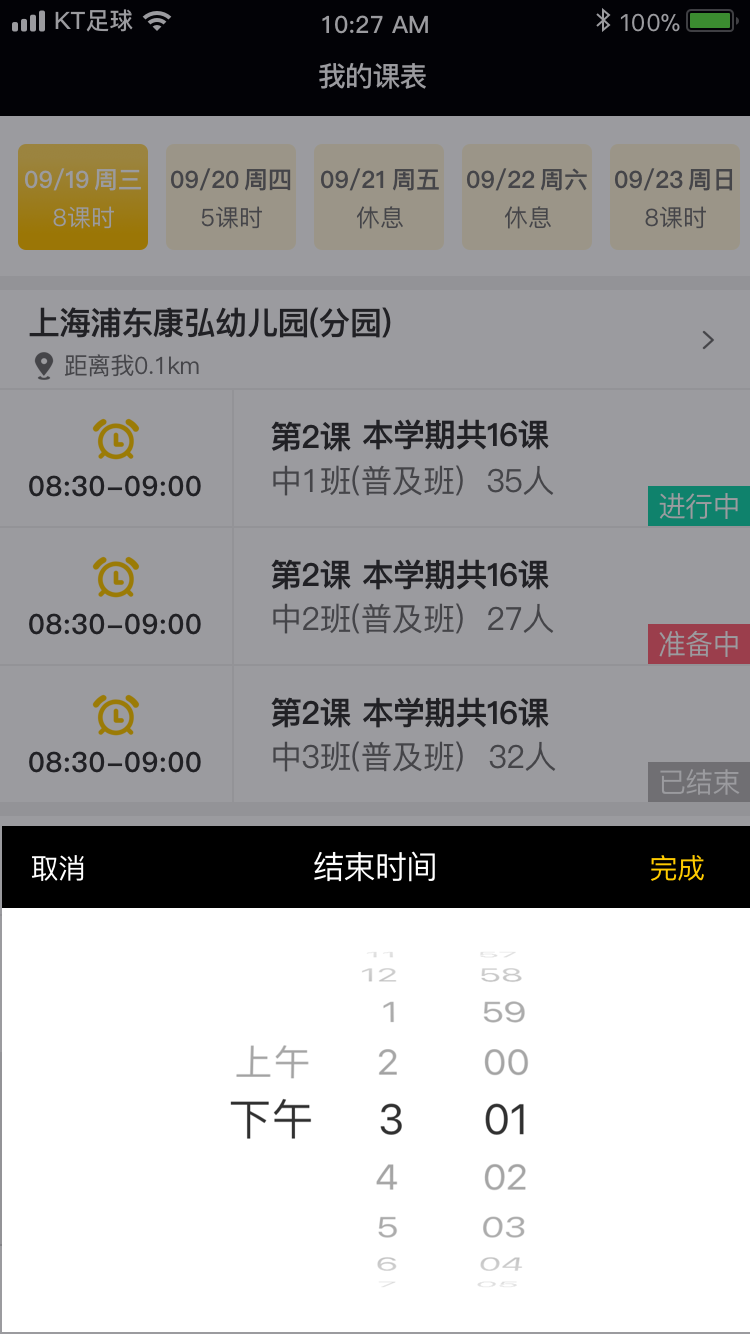 KT足球 10:27 AM 100%
我的课表
09/19 周三 09/20 周四 09/21 周五 09/22 周六 09/23 周日
8课时 5课时 休息 休息 8课时
上海浦东康弘幼儿园(分园)
距离我0.1km
第2课 本学期共16课
中1班(普及班) 35人
08:30-09:00
进行中
第2课 本学期共16课
中2班(普及班) 27人
08:30-09:00
准备中
第2课 本学期共16课
中3班(普及班) 32人
08:30-09:00
已结束
取消 结束时间 完成
11 57
12 58
1 59
上午 2 00
下午 3 01
4 02
5 03
6 04
7 05